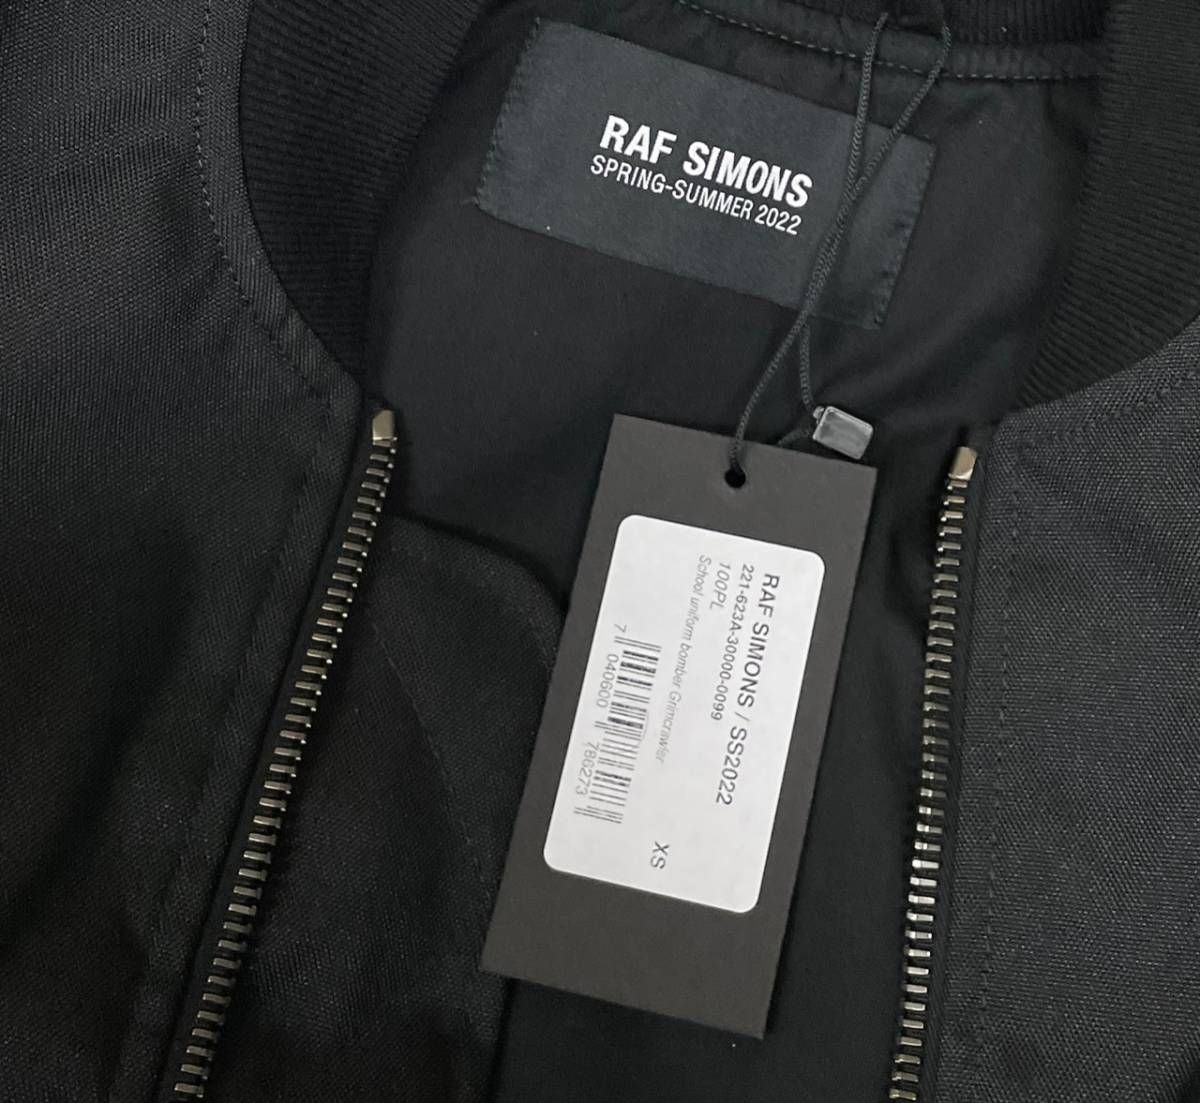 RAF SIMONS
SPRING-SUMMER 2022
RAF SIMONS / SS2022
221-623A-30000-0099
100PL
School uniform bomber Grimcrawler
7 040600 786273
XS